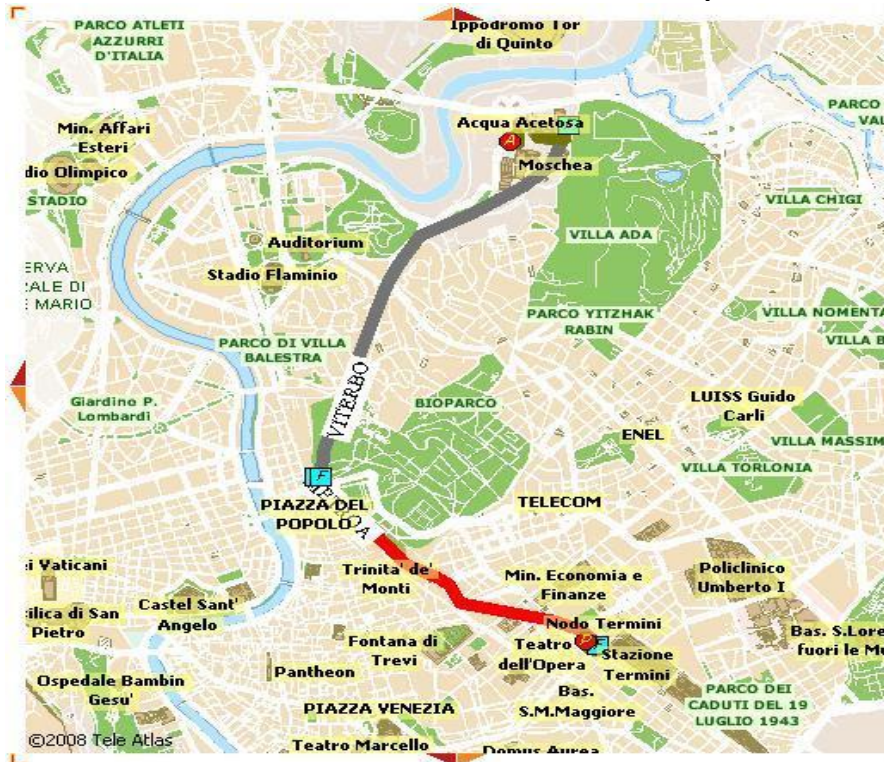 PARCO ATLETI
AZZURRI
D'ITALIA
Ippodromo Tor
di Quinto
PARCO
VAL
Min. Affari
Esteri
Acqua Acetosa
A
Moschea
dio Olimpico
STADIO
VILLA CHIGI
VILLA ADA
Auditorium
Stadio Flaminio
ERVA
ALE DI
MARIO
PARCO YITZHAK
RABIN
VILLA NOMENTA
VILLA B
PARCO DI VILLA
BALESTRA
VITERBO
Giardino P.
Lombardi
BIOPARCO
LUISS Guido
Carli
ENEL
VILLA MASSIM
VILLA TORLONIA
F
PIAZZA DEL
POPOLO
TELECOM
Trinita' de'
Monti
Min. Economia e
Finanze
Policlinico
Umberto I
ei Vaticani
Castel Sant'
Angelo
ilica di San
Pietro
Nodo Termini
P
F
Teatro
dell'Opera
Stazione
Termini
Bas. S.Lore
fuori le Mu
Fontana di
Trevi
Pantheon
Ospedale Bambin
Gesu'
Bas.
S.M.Maggiore
PARCO DEI
CADUTI DEL 19
LUGLIO 1943
PIAZZA VENEZIA
©2008 Tele Atlas
Teatro Marcello
Domus Aurea